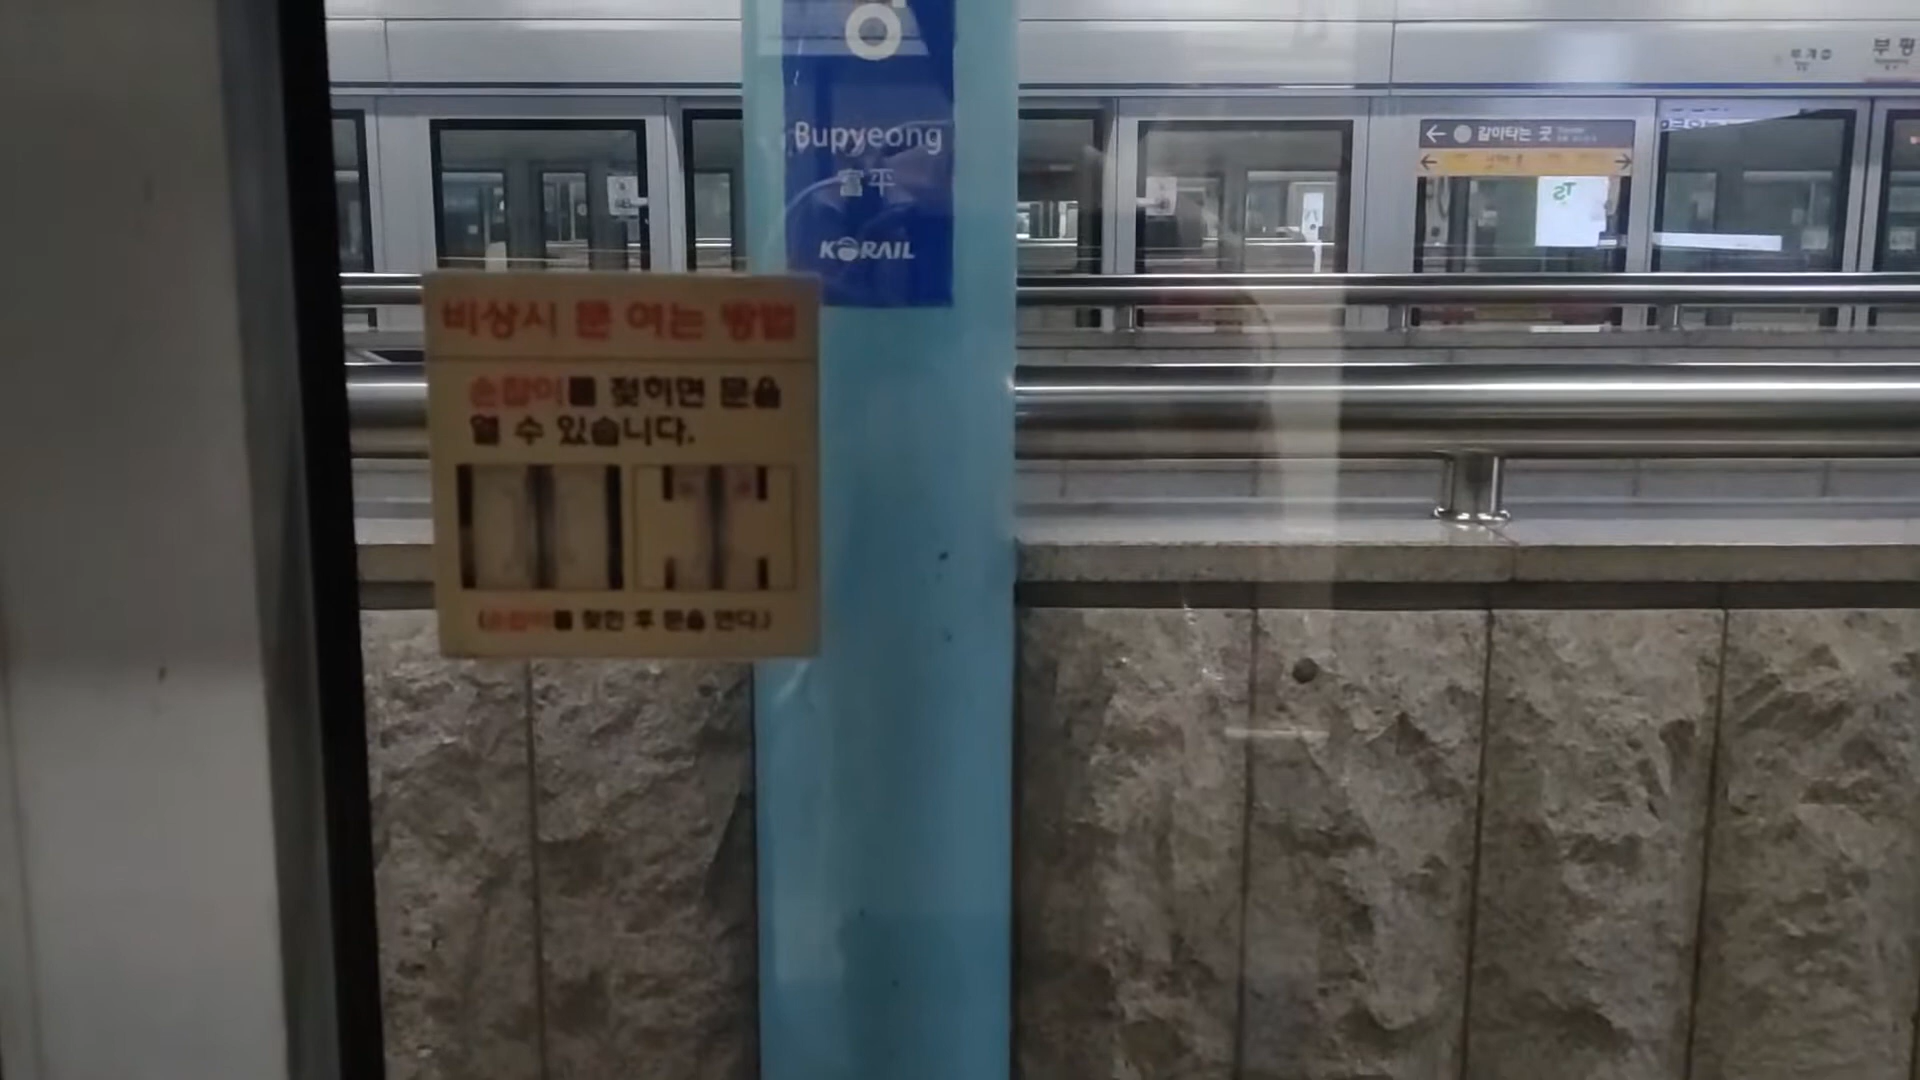 Bupyeong
富平
KORAIL
비상시 문 여는 방법
손잡이를 젖히면 문을
열 수 있습니다.
(손잡이를 젖힌 후 문을 연다.)
← 갈아타는 곳
부평
TS